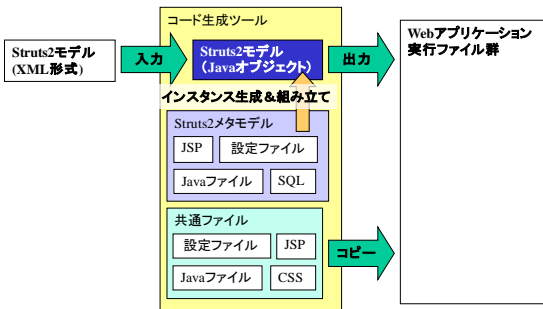 コード生成ツール
Struts2モデル
(XML形式)
入力
Struts2モデル
(Javaオブジェクト)
出力
Webアプリケーション
実行ファイル群
インスタンス生成＆組み立て
Struts2メタモデル
JSP
設定ファイル
Javaファイル
SQL
共通ファイル
設定ファイル
JSP
コピー
Javaファイル
CSS